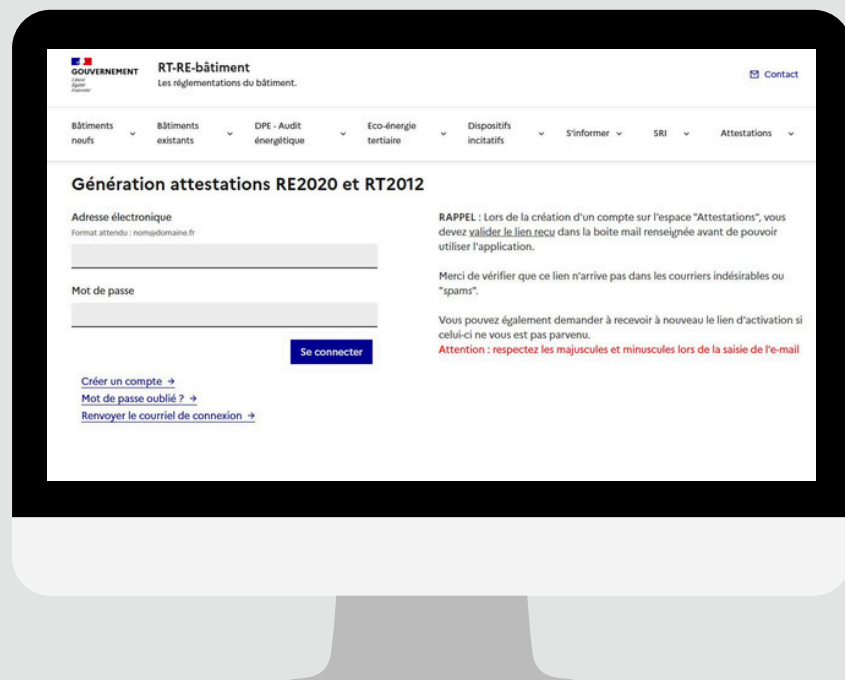 GOUVERNEMENT
Liberté
Égalité
Fraternité
RT-RE-bâtiment
Les réglementations du bâtiment.
Contact
Bâtiments neufs
Bâtiments existants
DPE - Audit énergétique
Eco-énergie tertiaire
Dispositifs incitatifs
S'informer
SRI
Attestations
Génération attestations RE2020 et RT2012
Adresse électronique
Format attendu : nom@domaine.fr
Mot de passe
Se connecter
Créer un compte →
Mot de passe oublié ? →
Renvoyer le courriel de connexion →
RAPPEL : Lors de la création d'un compte sur l'espace "Attestations", vous
devez valider le lien reçu dans la boite mail renseignée avant de pouvoir
utiliser l'application.
Merci de vérifier que ce lien n'arrive pas dans les courriers indésirables ou
"spams".
Vous pouvez également demander à recevoir à nouveau le lien d'activation si
celui-ci ne vous est pas parvenu.
Attention : respectez les majuscules et minuscules lors de la saisie de l'e-mail